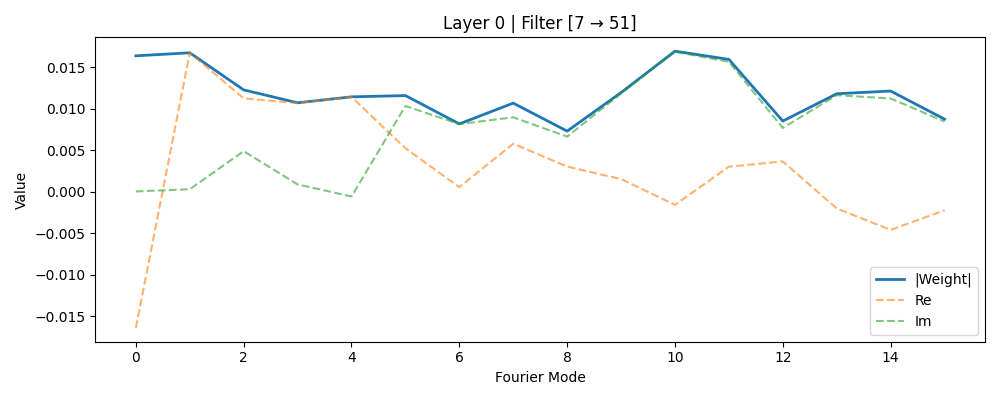 Layer 0 | Filter [7 → 51]
Value
0.015
0.010
0.005
0.000
−0.005
−0.010
−0.015
0 2 4 6 8 10 12 14
Fourier Mode
|Weight|
Re
Im